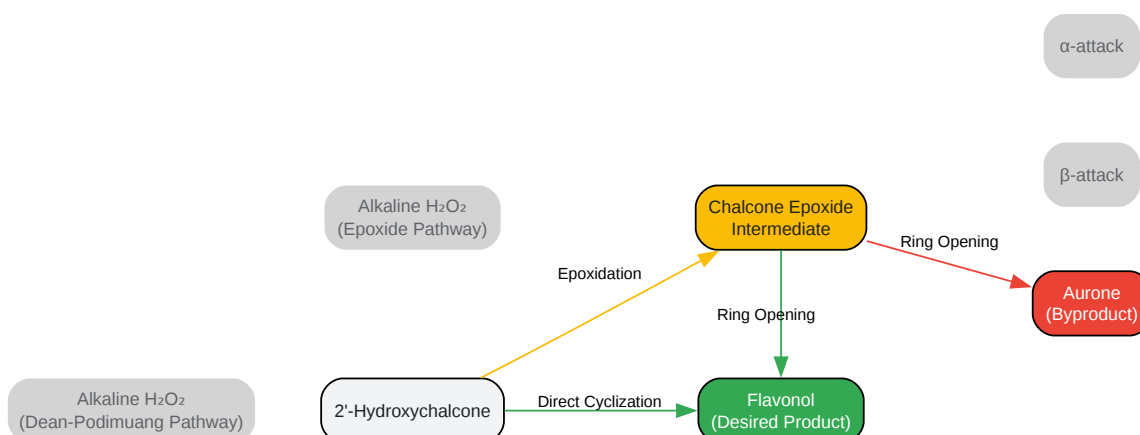 α-attack
β-attack
Alkaline H₂O₂
(Epoxide Pathway)
Chalcone Epoxide
Intermediate
Ring Opening
Epoxidation
Aurone
(Byproduct)
Ring Opening
Alkaline H₂O₂
(Dean-Podimuang Pathway)
2'-Hydroxychalcone
Direct Cyclization
Flavonol
(Desired Product)